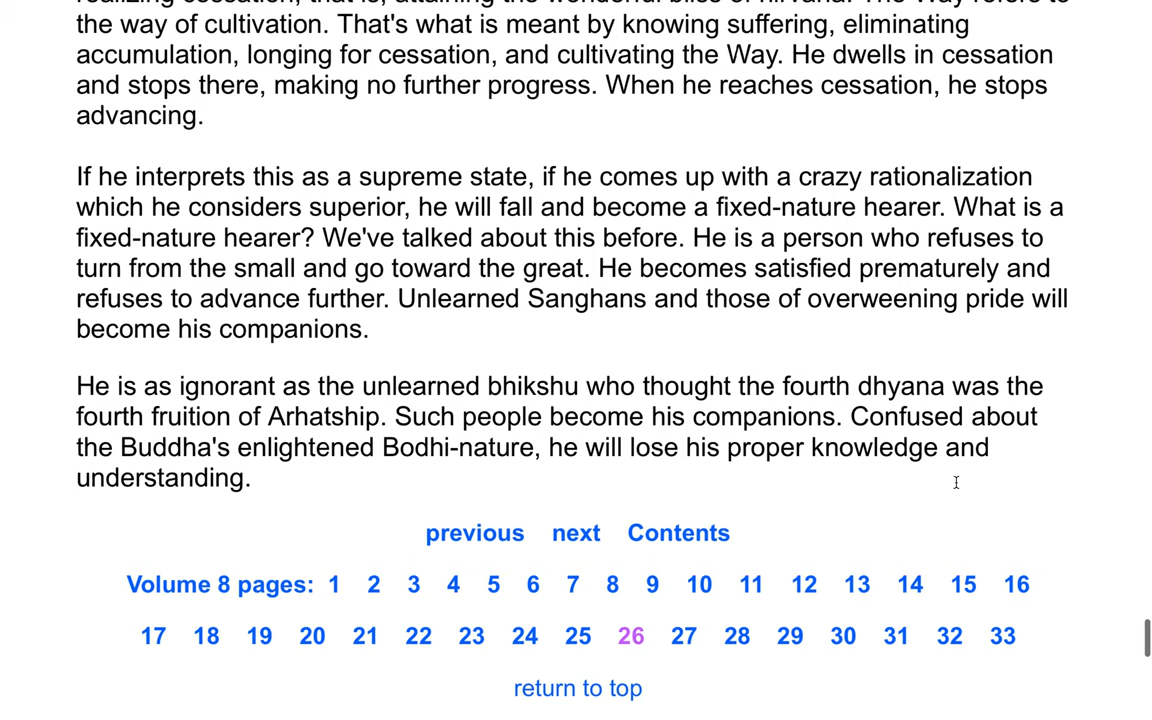 the way of cultivation. That's what is meant by knowing suffering, eliminating
accumulation, longing for cessation, and cultivating the Way. He dwells in cessation
and stops there, making no further progress. When he reaches cessation, he stops
advancing.
If he interprets this as a supreme state, if he comes up with a crazy rationalization
which he considers superior, he will fall and become a fixed-nature hearer. What is a
fixed-nature hearer? We've talked about this before. He is a person who refuses to
turn from the small and go toward the great. He becomes satisfied prematurely and
refuses to advance further. Unlearned Sanghans and those of overweening pride will
become his companions.
He is as ignorant as the unlearned bhikshu who thought the fourth dhyana was the
fourth fruition of Arhatship. Such people become his companions. Confused about
the Buddha's enlightened Bodhi-nature, he will lose his proper knowledge and
understanding.
previous next Contents
Volume 8 pages: 1 2 3 4 5 6 7 8 9 10 11 12 13 14 15 16
17 18 19 20 21 22 23 24 25 26 27 28 29 30 31 32 33
return to top